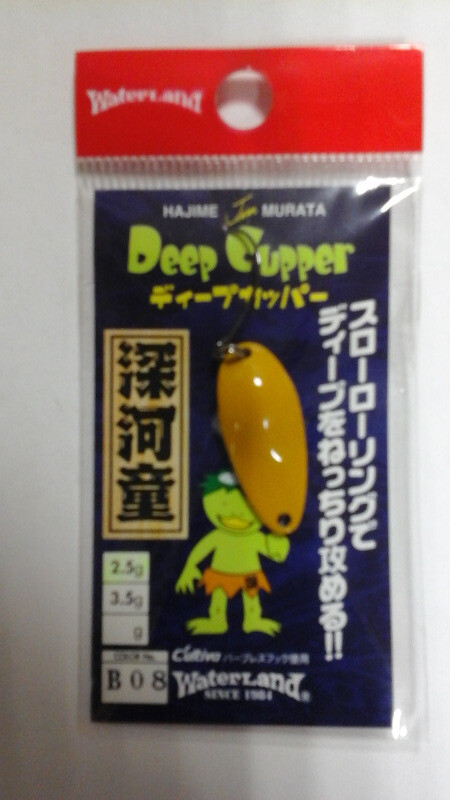 WaterLand
HAJIME Jim MURATA
Deep Cupper
ディープカッパー
スローローリングで
ディープをねっちり攻める!!
深河童
2.5g
3.5g
g
COLOR No.
B08
C'ultiva バーブレスフック使用
WaterLand®
SINCE 1984